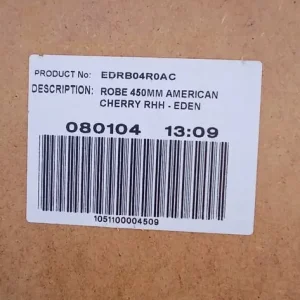 PRODUCT No: EDRB04R0AC
DESCRIPTION: ROBE 450MM AMERICAN
CHERRY RHH - EDEN
080104 13:09
1051100004509